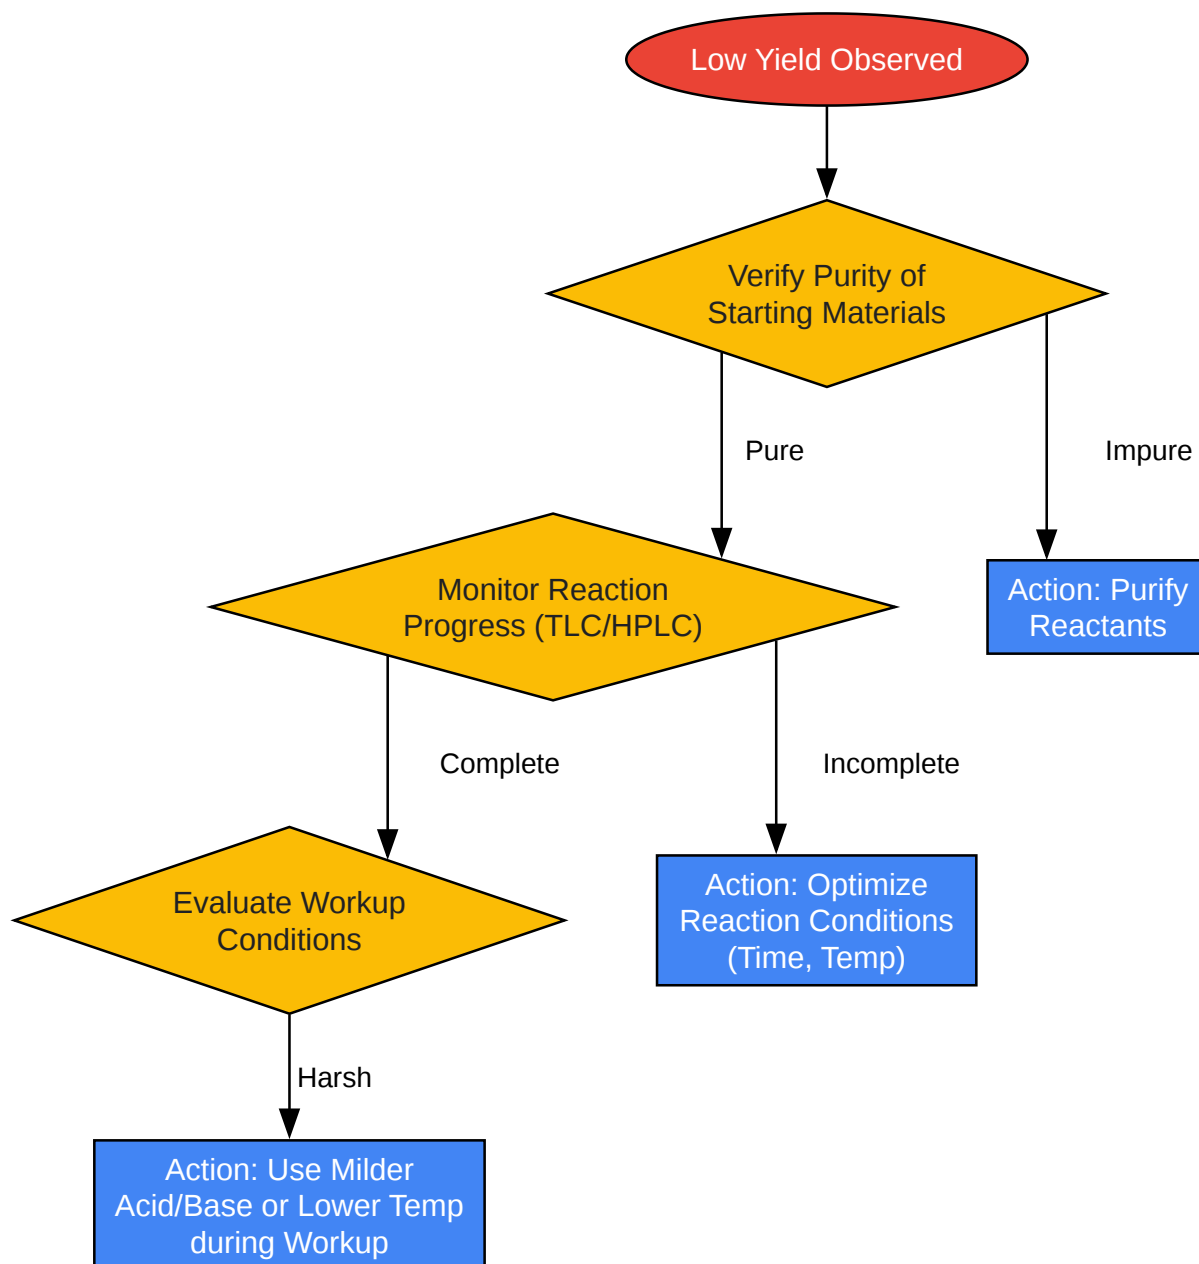 Low Yield Observed
Verify Purity of
Starting Materials
Pure
Impure
Monitor Reaction
Progress (TLC/HPLC)
Action: Purify
Reactants
Complete
Incomplete
Evaluate Workup
Conditions
Action: Optimize
Reaction Conditions
(Time, Temp)
Harsh
Action: Use Milder
Acid/Base or Lower Temp
during Workup